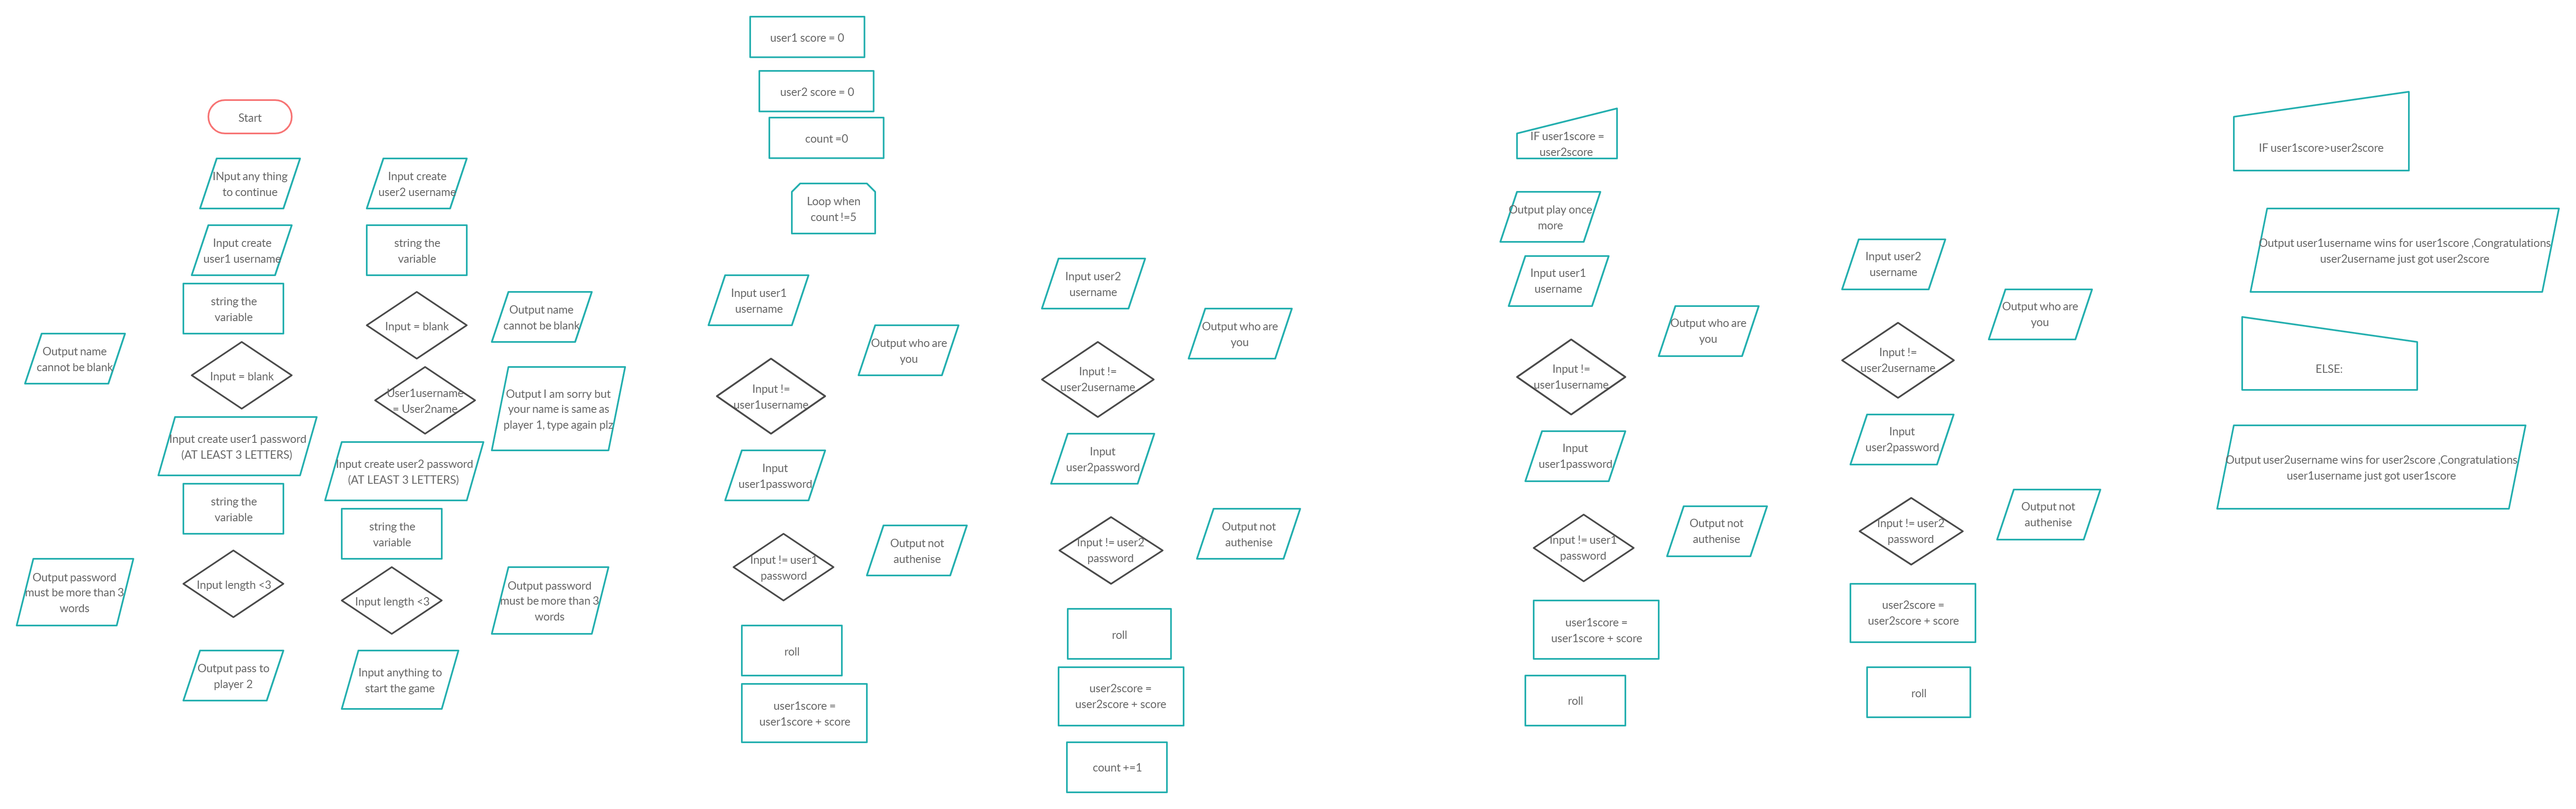 Start
INput any thing
to continue
Input create
user1 username
string the
variable
Output name
cannot be blank
Input = blank
Input create user1 password
(AT LEAST 3 LETTERS)
string the
variable
Output password
must be more than 3
words
Input length <3
Output pass to
player 2
Input create
user2 username
string the
variable
Input = blank
Output name
cannot be blank
User1username
= User2name
Output I am sorry but
your name is same as
player 1, type again plz
Input create user2 password
(AT LEAST 3 LETTERS)
string the
variable
Input length <3
Output password
must be more than 3
words
Input anything to
start the game
user1 score = 0
user2 score = 0
count =0
Loop when
count !=5
Input user1
username
Output who are
you
Input !=
user1username
Input
user1password
Input != user1
password
Output not
authenise
roll
user1score =
user1score + score
Input user2
username
Output who are
you
Input !=
user2username
Input
user2password
Input != user2
password
Output not
authenise
roll
user2score =
user2score + score
count +=1
IF user1score =
user2score
Output play once
more
Input user1
username
Output who are
you
Input !=
user1username
Input
user1password
Input != user1
password
Output not
authenise
user1score =
user1score + score
roll
Input user2
username
Output who are
you
Input !=
user2username
Input
user2password
Input != user2
password
Output not
authenise
user2score =
user2score + score
roll
IF user1score>user2score
Output user1username wins for user1score ,Congratulations
user2username just got user2score
ELSE:
Output user2username wins for user2score ,Congratulations
user1username just got user1score